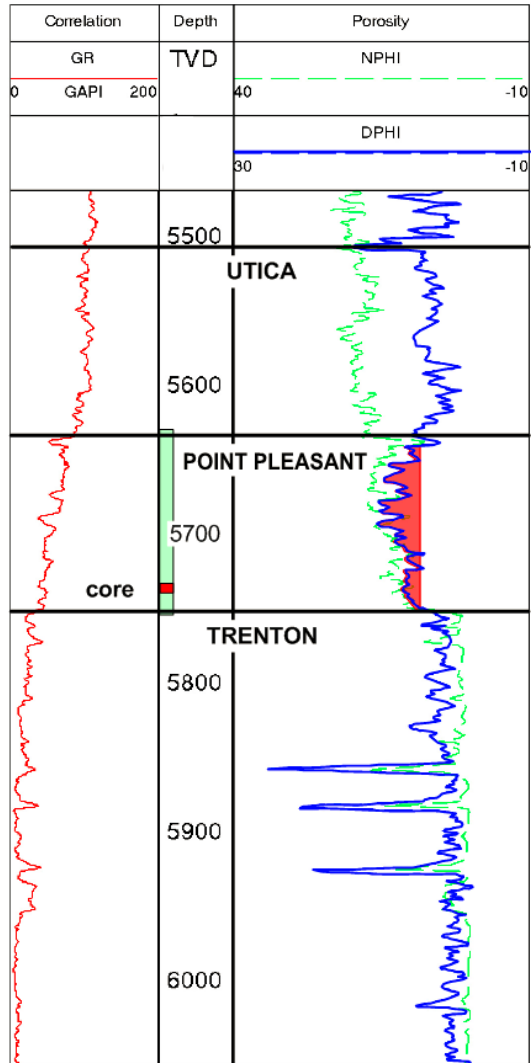 Correlation Depth Porosity
GR TVD NPHI
0 GAPI 200 40 -10
DPHI
30 -10
5500
UTICA
5600
POINT PLEASANT
5700
core
TRENTON
5800
5900
6000